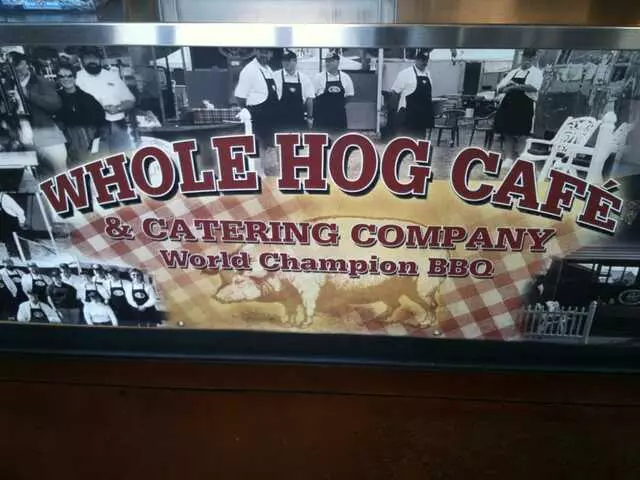 WHOLE HOG CAFÉ
& CATERING COMPANY
World Champion BBQ